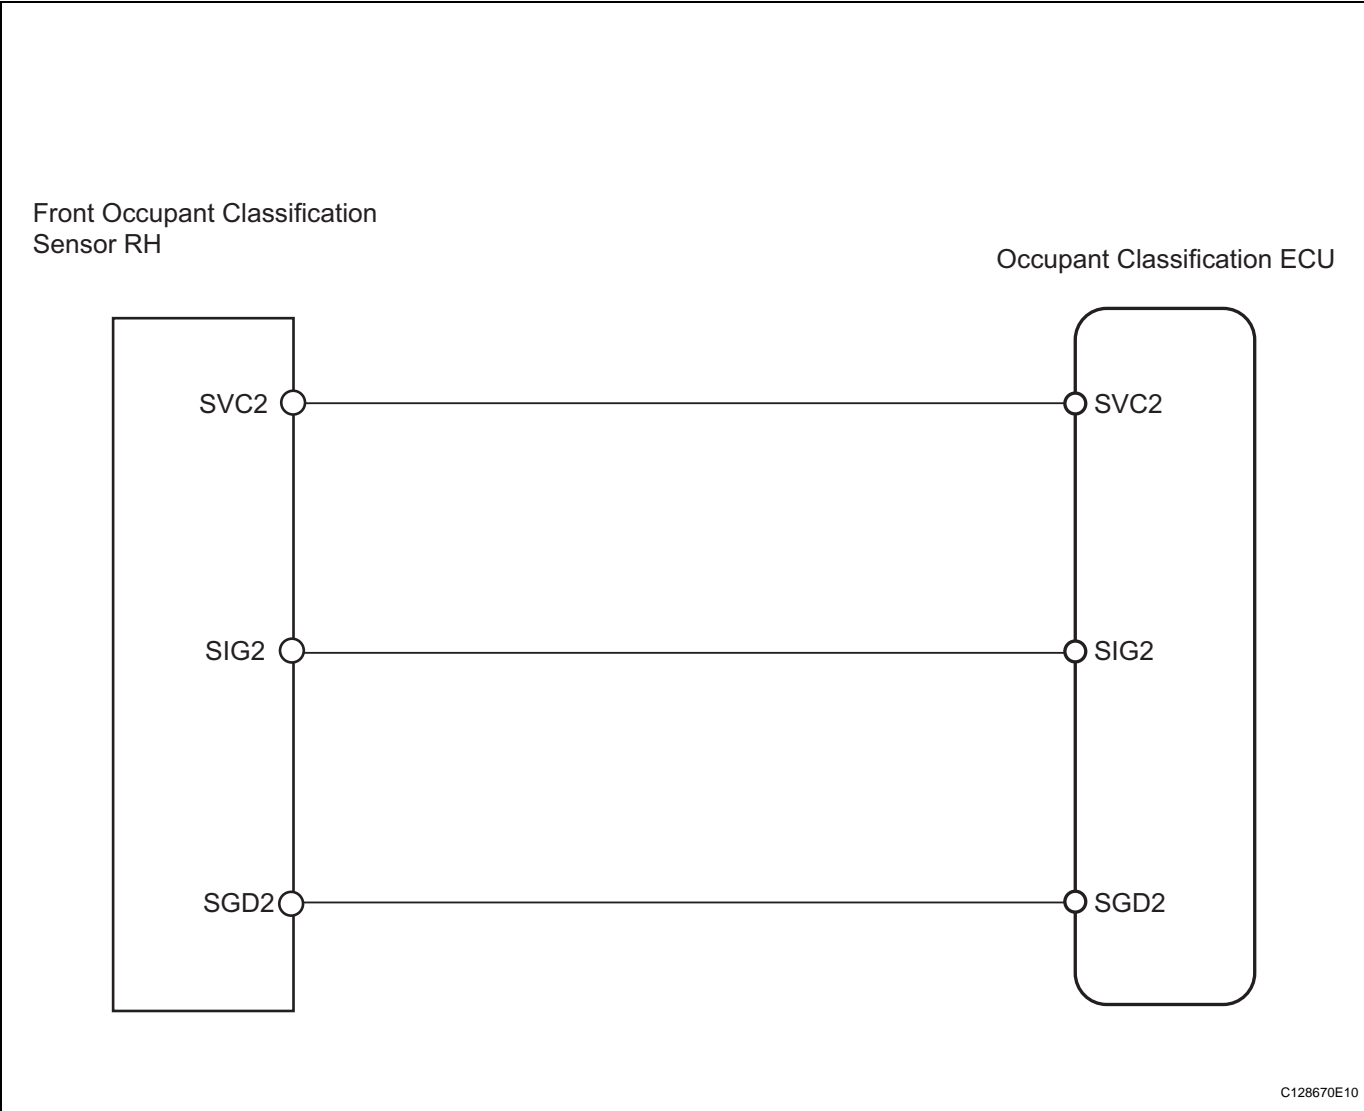 Front Occupant Classification
Sensor RH
Occupant Classification ECU
SVC2
SVC2
SIG2
SIG2
SGD2
SGD2
C128670E10